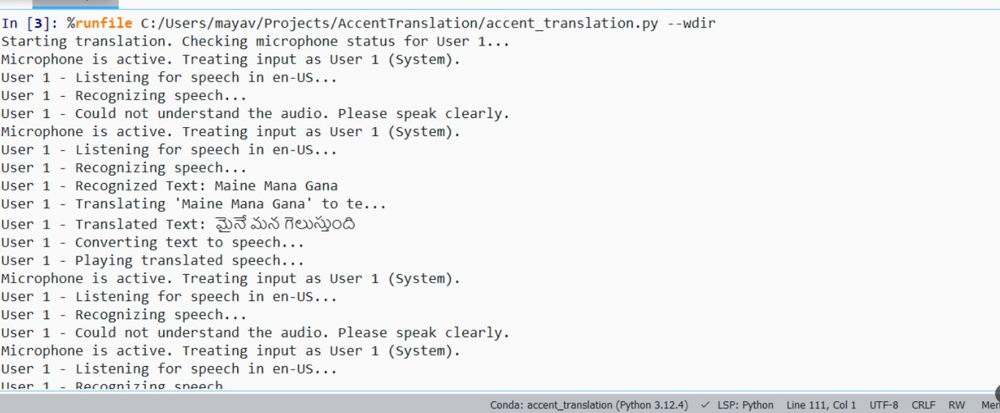 In [3]: %runfile C:/Users/mayav/Projects/AccentTranslation/accent_translation.py --wdir
Starting translation. Checking microphone status for User 1...
Microphone is active. Treating input as User 1 (System).
User 1 - Listening for speech in en-US...
User 1 - Recognizing speech...
User 1 - Could not understand the audio. Please speak clearly.
Microphone is active. Treating input as User 1 (System).
User 1 - Listening for speech in en-US...
User 1 - Recognizing speech...
User 1 - Recognized Text: Maine Mana Gana
User 1 - Translating 'Maine Mana Gana' to te...
User 1 - Translated Text: మైనే మన గెలుస్తుంది
User 1 - Converting text to speech...
User 1 - Playing translated speech...
Microphone is active. Treating input as User 1 (System).
User 1 - Listening for speech in en-US...
User 1 - Recognizing speech...
User 1 - Could not understand the audio. Please speak clearly.
Microphone is active. Treating input as User 1 (System).
User 1 - Listening for speech in en-US...
User 1 - Recognizing speech
Conda: accent_translation (Python 3.12.4) ✓ LSP: Python Line 111, Col 1 UTF-8 CRLF RW